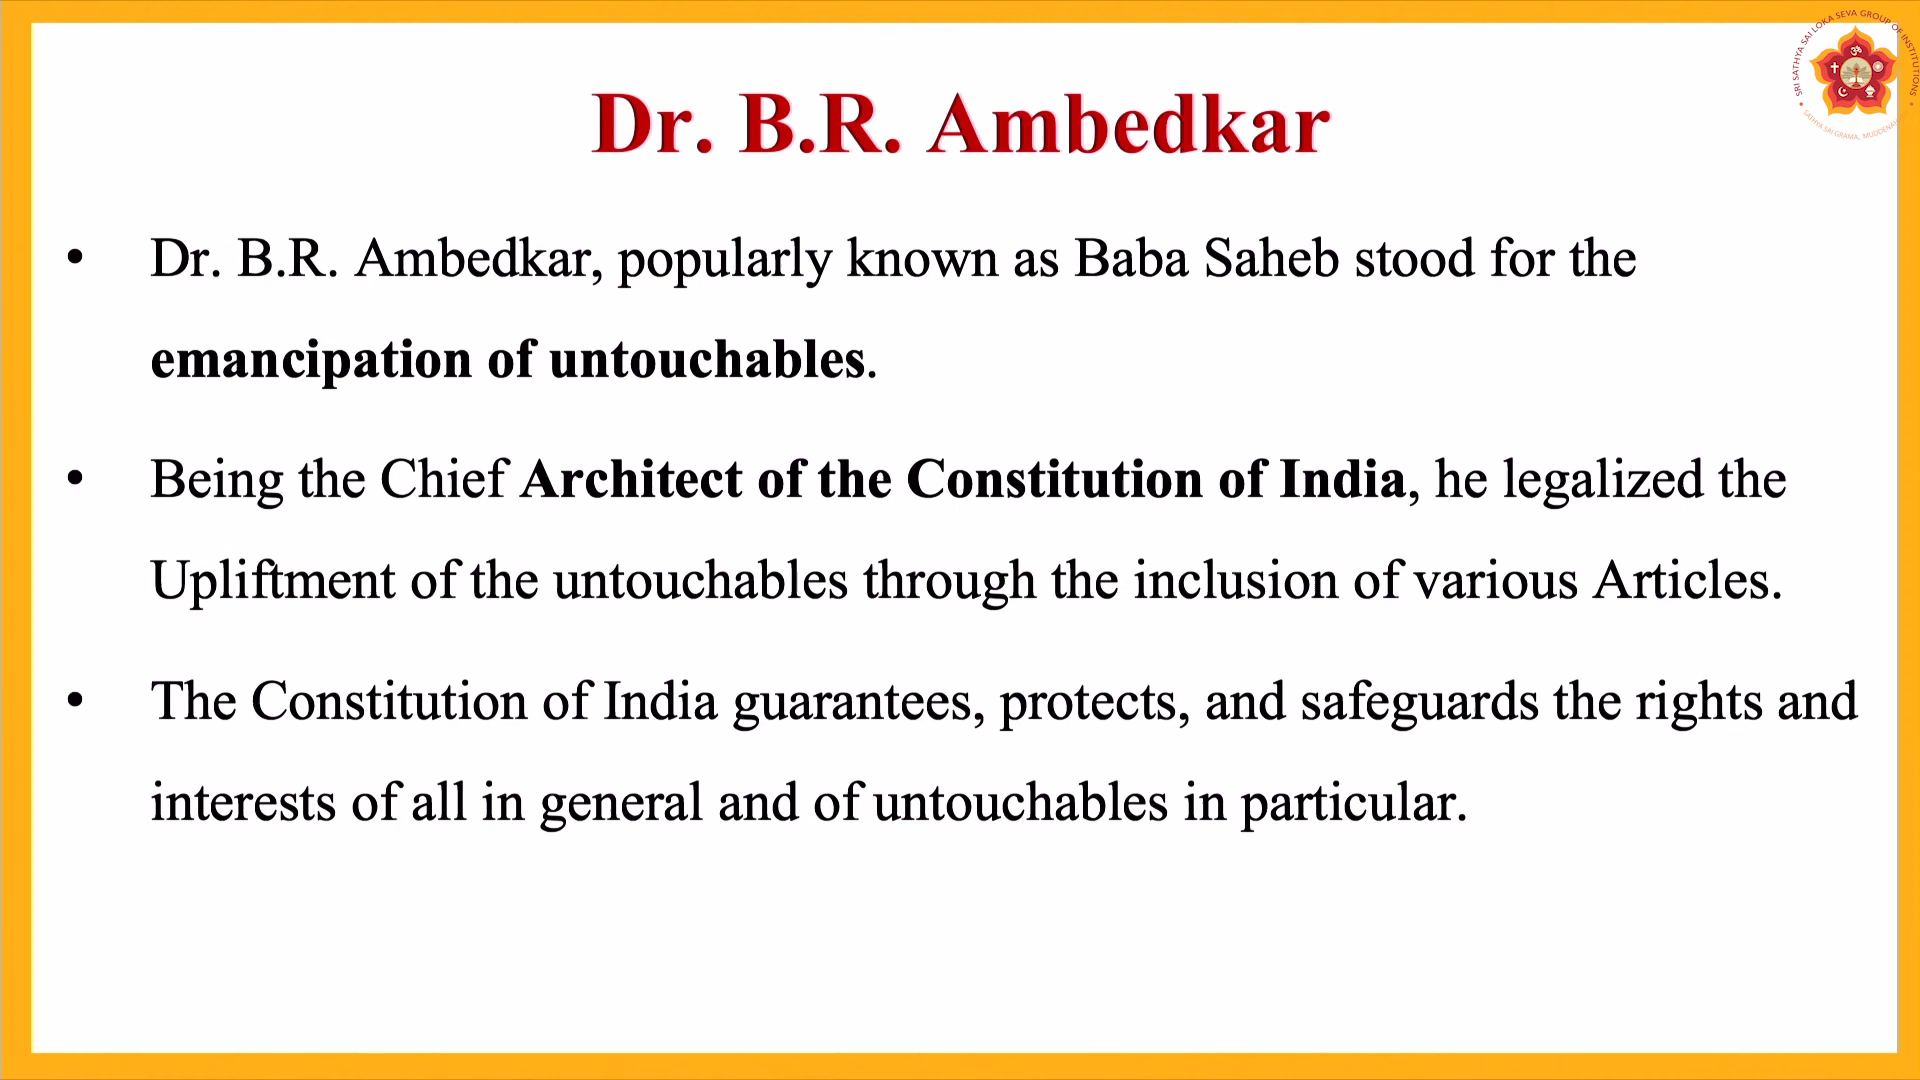 SRI SATHYA SAI LOKA SEVA GROUP OF INSTITUTIONS
SATHYA SAI GRAMA,
Dr. B.R. Ambedkar
• Dr. B.R. Ambedkar, popularly known as Baba Saheb stood for the
emancipation of untouchables.
• Being the Chief Architect of the Constitution of India, he legalized the
Upliftment of the untouchables through the inclusion of various Articles.
• The Constitution of India guarantees, protects, and safeguards the rights and
interests of all in general and of untouchables in particular.